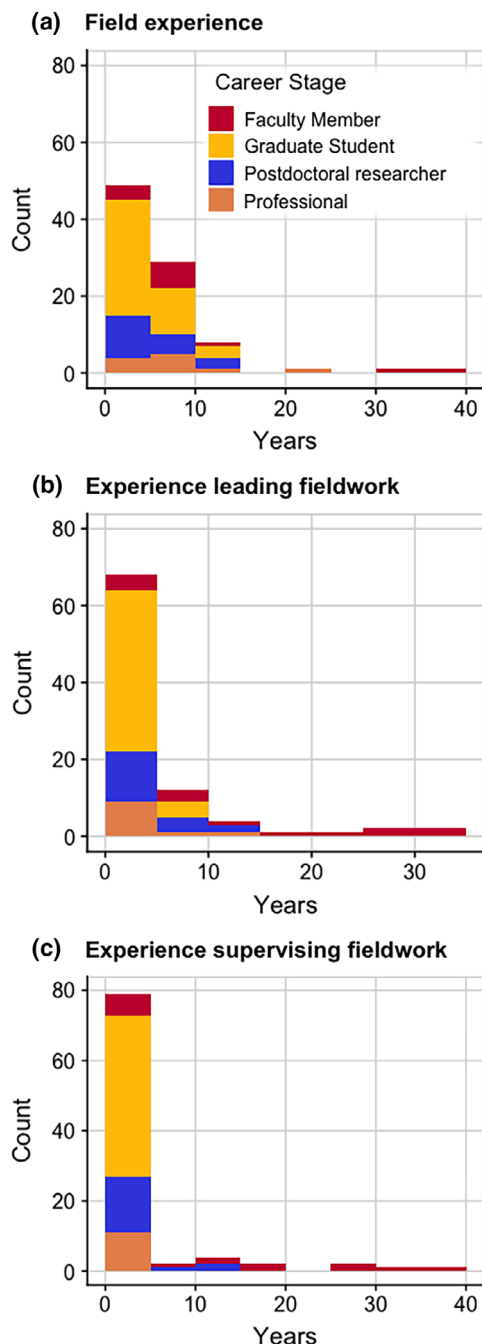 (a) Field experience
80
60
40
20
0
Count
Career Stage
Faculty Member
Graduate Student
Postdoctoral researcher
Professional
0 10 20 30 40
Years
(b) Experience leading fieldwork
80
60
40
20
0
Count
0 10 20 30
Years
(c) Experience supervising fieldwork
80
60
40
20
0
Count
0 10 20 30 40
Years